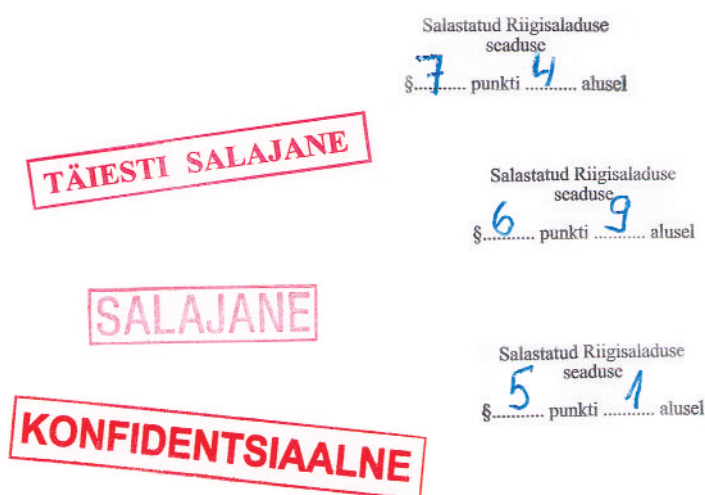 Salastatud Riigisaladuse
seaduse
§....7.... punkti ....4.... alusel
TÄIESTI SALAJANE
Salastatud Riigisaladuse
seaduse
§....6.... punkti ....9.... alusel
SALAJANE
Salastatud Riigisaladuse
seaduse
§....5.... punkti ....1.... alusel
KONFIDENTSIAALNE